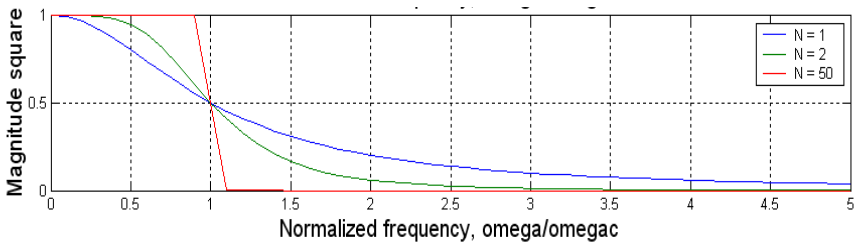 Magnitude square
1
0.5
0
N = 1
N = 2
N = 50
0 0.5 1 1.5 2 2.5 3 3.5 4 4.5 5
Normalized frequency, omega/omegac